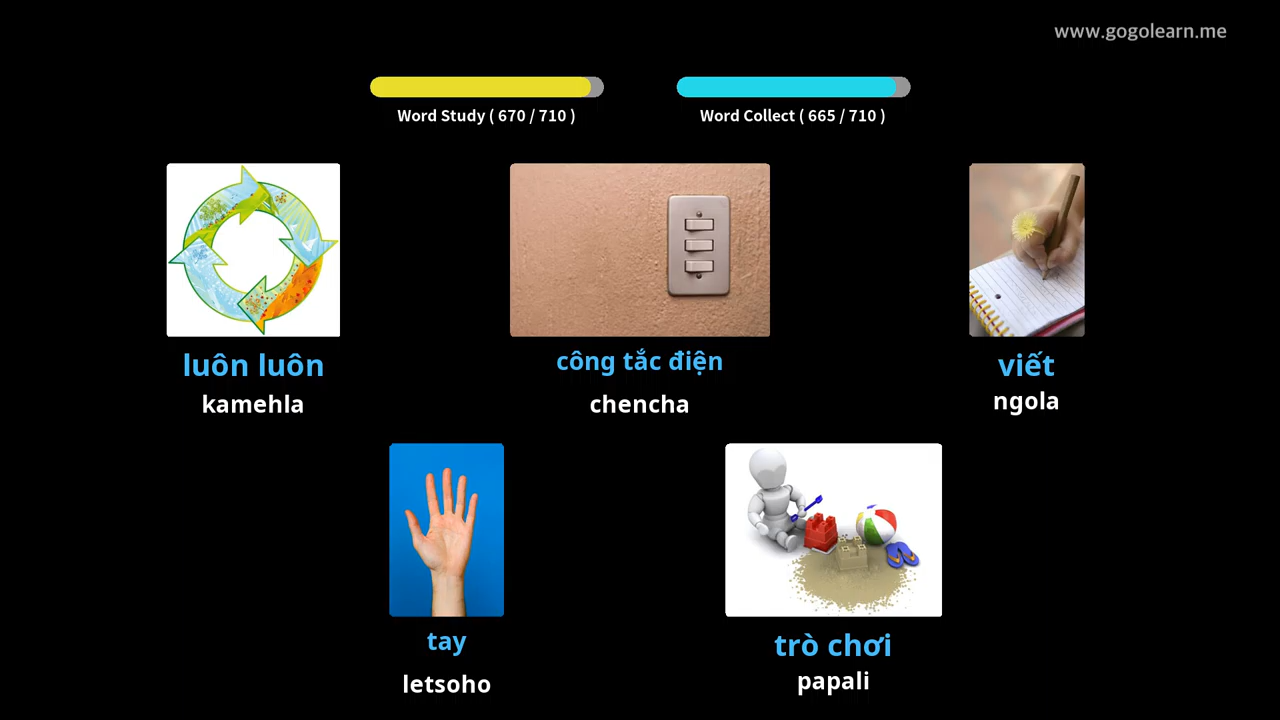 www.gogolearn.me
Word Study ( 670 / 710 )
Word Collect ( 665 / 710 )
luôn luôn
kamehla
công tắc điện
chencha
viết
ngola
tay
letsoho
trò chơi
papali